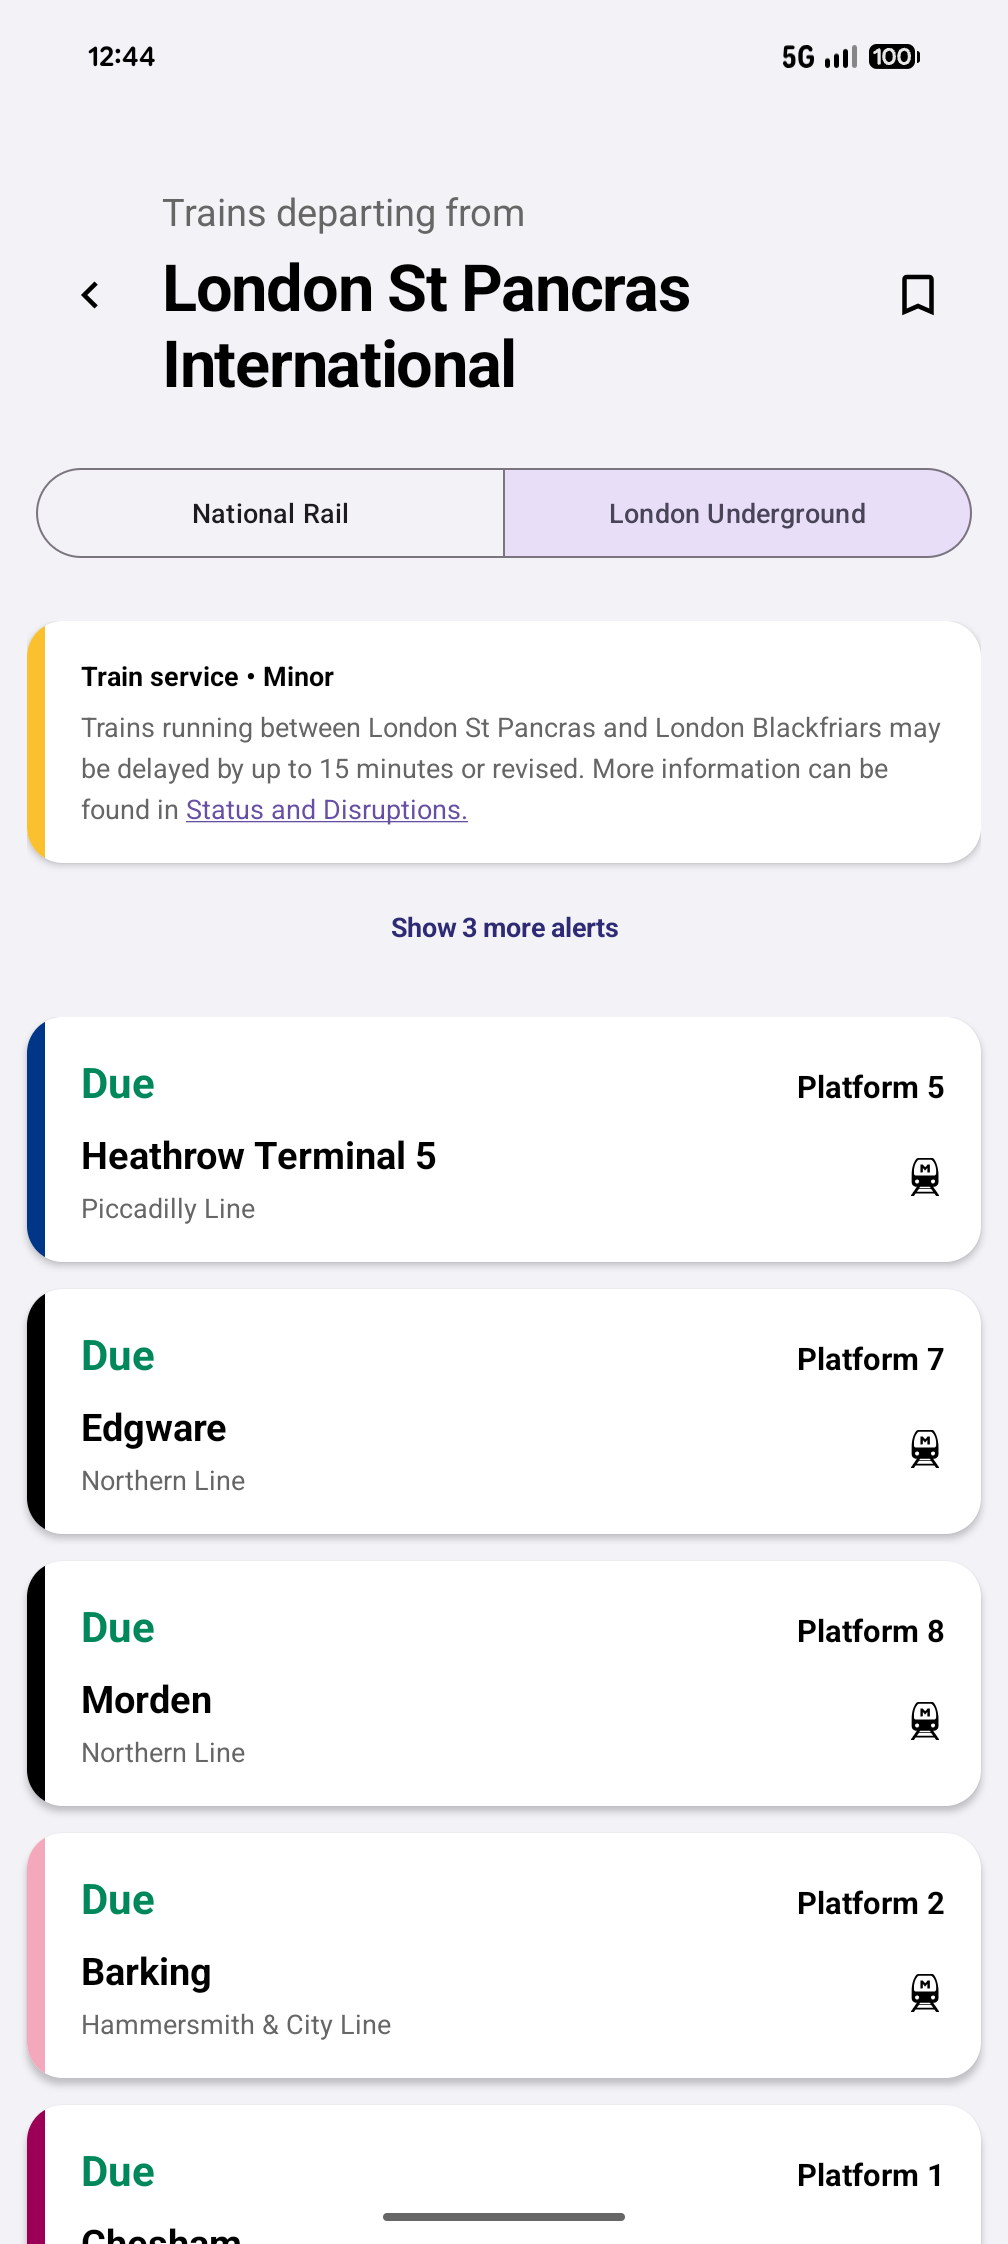 12:44
5G 100
Trains departing from
London St Pancras
International
National Rail
London Underground
Train service • Minor
Trains running between London St Pancras and London Blackfriars may
be delayed by up to 15 minutes or revised. More information can be
found in Status and Disruptions.
Show 3 more alerts
Due
Platform 5
Heathrow Terminal 5
M
Piccadilly Line
Due
Platform 7
Edgware
M
Northern Line
Due
Platform 8
Morden
M
Northern Line
Due
Platform 2
Barking
M
Hammersmith & City Line
Due
Platform 1
Chesham